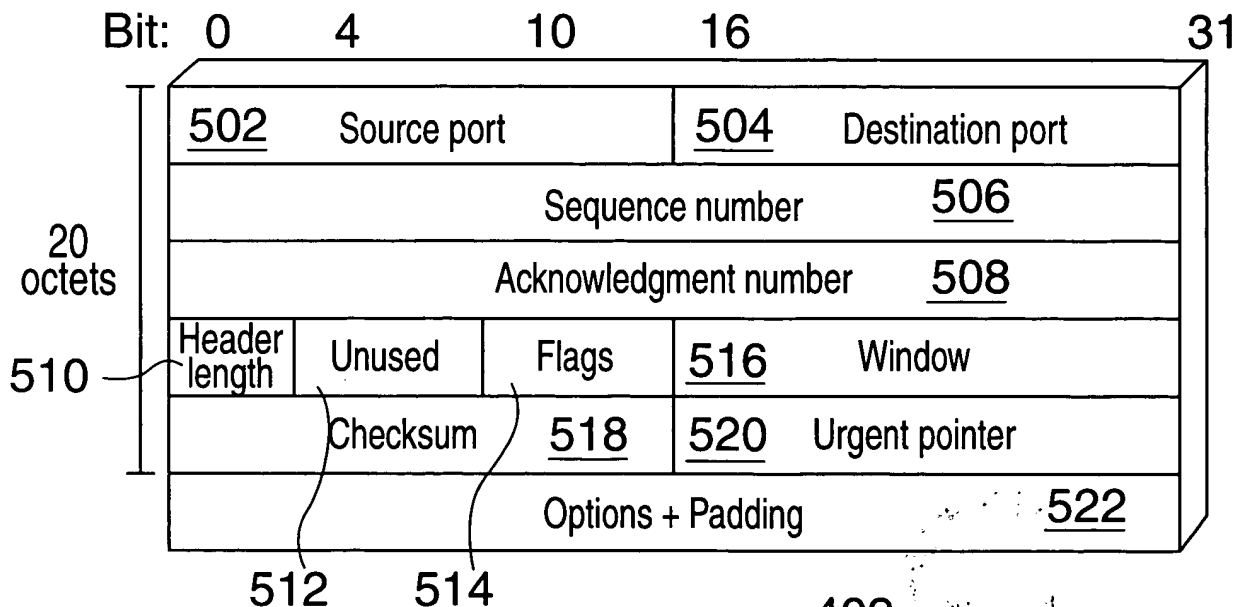 Bit: 0 4 10 16 31
502 Source port 504 Destination port
Sequence number 506
20 octets
Acknowledgment number 508
510
Header length Unused Flags 516 Window
Checksum 518 520 Urgent pointer
Options + Padding 522
512 514